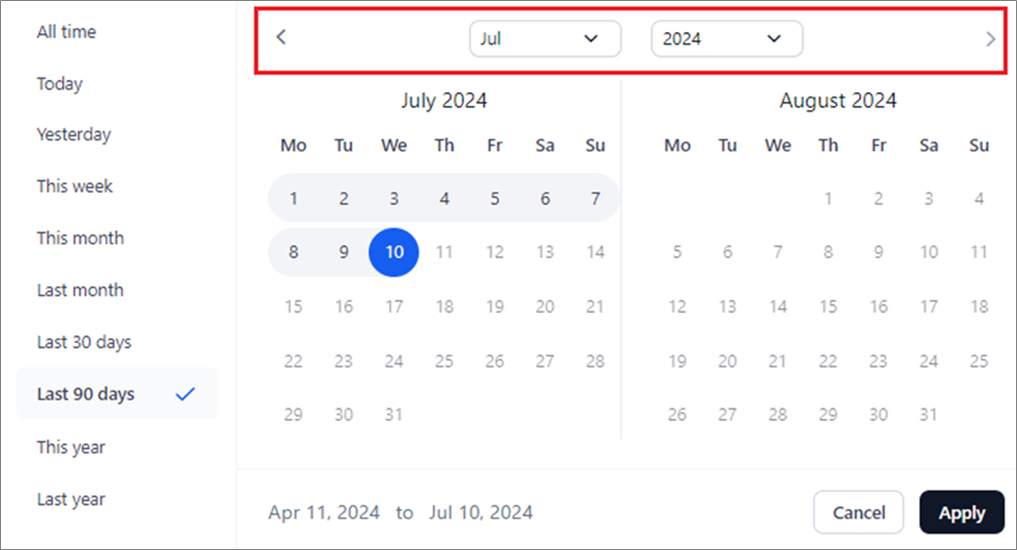 All time
Today
Yesterday
This week
This month
Last month
Last 30 days
Last 90 days
This year
Last year
Jul 2024
July 2024
Mo Tu We Th Fr Sa Su
1 2 3 4 5 6 7
8 9 10 11 12 13 14
15 16 17 18 19 20 21
22 23 24 25 26 27 28
29 30 31
August 2024
Mo Tu We Th Fr Sa Su
1 2 3 4
5 6 7 8 9 10 11
12 13 14 15 16 17 18
19 20 21 22 23 24 25
26 27 28 29 30 31
Apr 11, 2024 to Jul 10, 2024
Cancel Apply